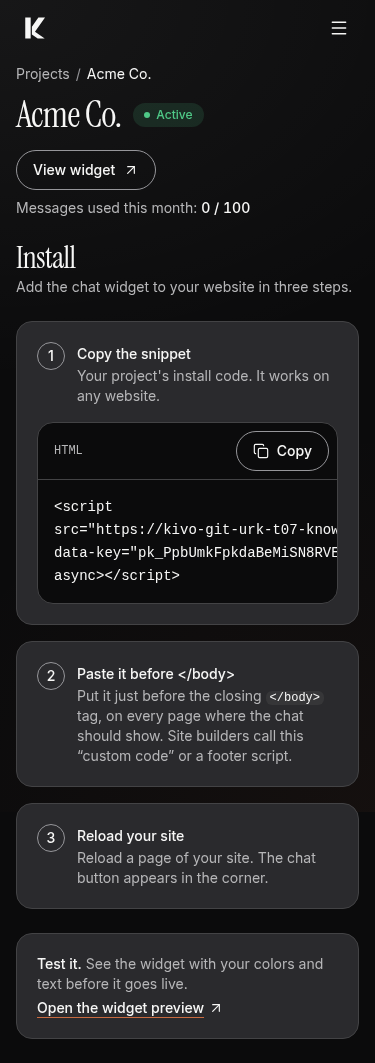 K
Projects / Acme Co.
Acme Co. Active
View widget
Messages used this month: 0 / 100
Install
Add the chat widget to your website in three steps.
1 Copy the snippet
Your project's install code. It works on
any website.
HTML Copy
<script
src="https://kivo-git-urk-t07-know
data-key="pk_PpbUmkFpkdaBeMiSN8RVE
async></script>
2 Paste it before </body>
Put it just before the closing </body>
tag, on every page where the chat
should show. Site builders call this
“custom code” or a footer script.
3 Reload your site
Reload a page of your site. The chat
button appears in the corner.
Test it. See the widget with your colors and
text before it goes live.
Open the widget preview